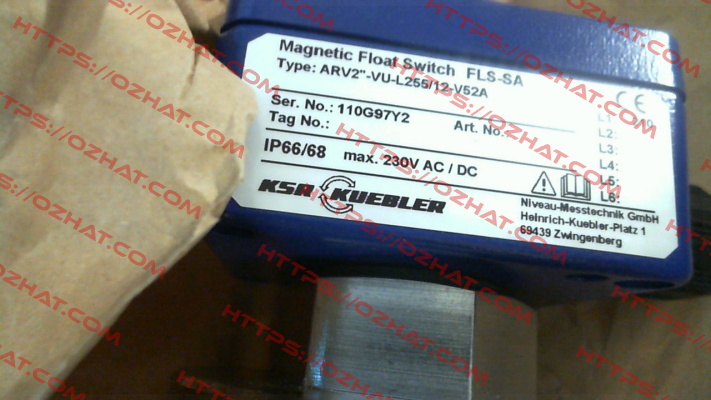 Magnetic Float Switch FLS-SA
Type: ARV2"-VU-L255/12-V52A
Ser. No.: 110G97Y2 Art. No.
Tag No.:
IP66/68 max. 230V AC / DC
CE
L1:
L2:
L3:
L4:
L5:
L6:
KSR KUEBLER
Niveau-Messtechnik GmbH
Heinrich-Kuebler-Platz 1
69439 Zwingenberg
HTTPS://OZHAT.COM